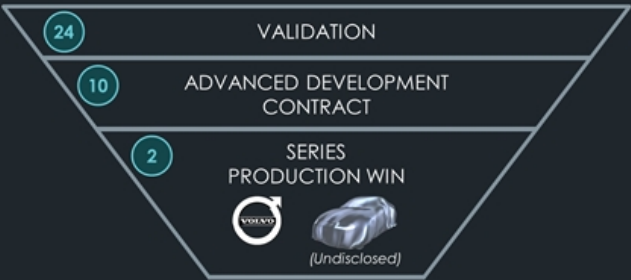 24
VALIDATION
10
ADVANCED DEVELOPMENT
CONTRACT
2
SERIES
PRODUCTION WIN
VOLVO
(Undisclosed)